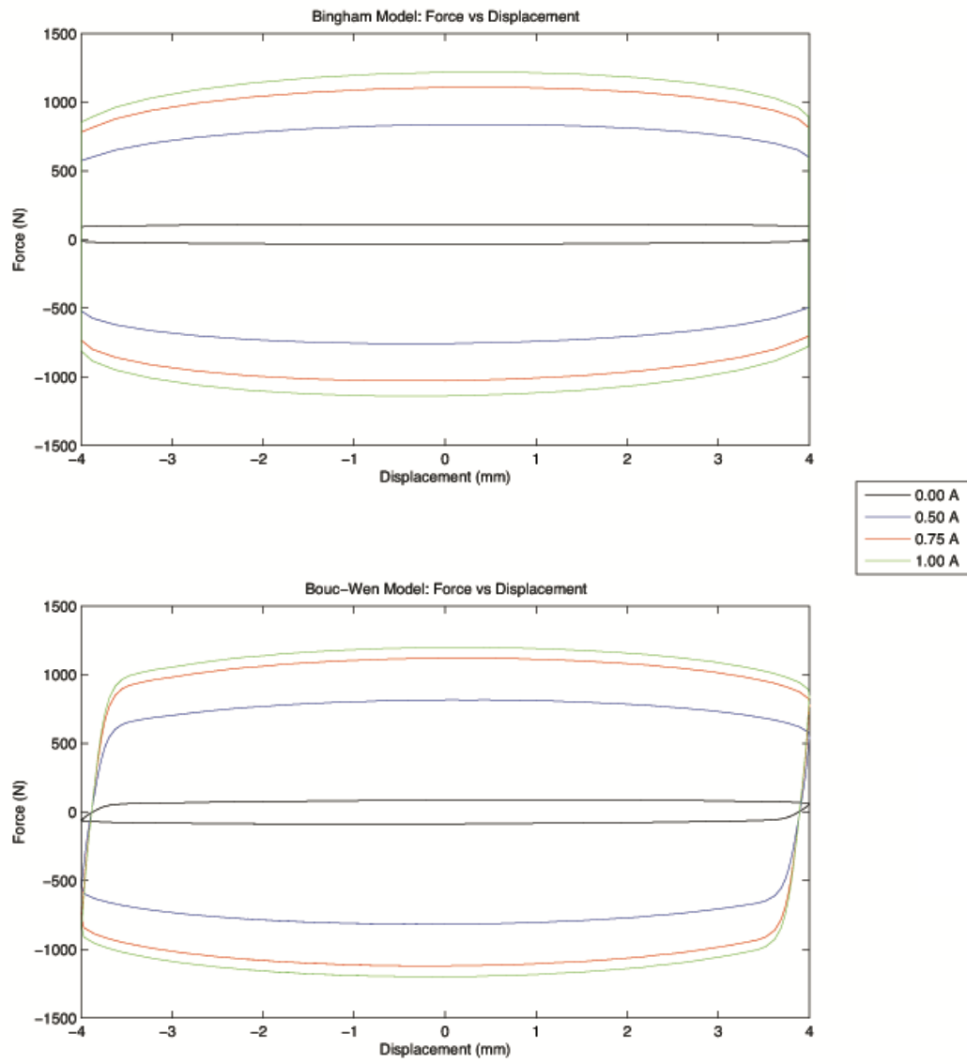 Bingham Model: Force vs Displacement
1500
1000
500
0
−500
−1000
−1500
Force (N)
−4 −3 −2 −1 0 1 2 3 4
Displacement (mm)
0.00 A
0.50 A
0.75 A
1.00 A
Bouc−Wen Model: Force vs Displacement
1500
1000
500
0
−500
−1000
−1500
Force (N)
−4 −3 −2 −1 0 1 2 3 4
Displacement (mm)